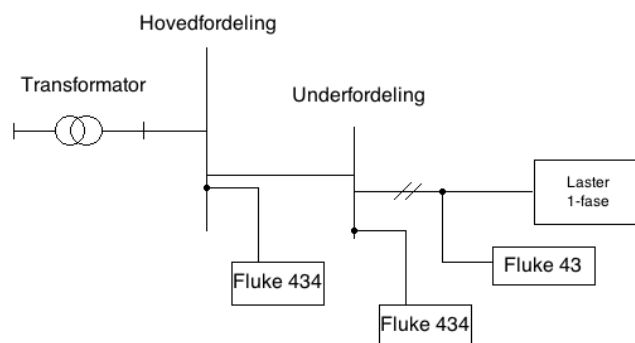 Hovedfordeling
Transformator
Underfordeling
Laster
1-fase
Fluke 43
Fluke 434
Fluke 434